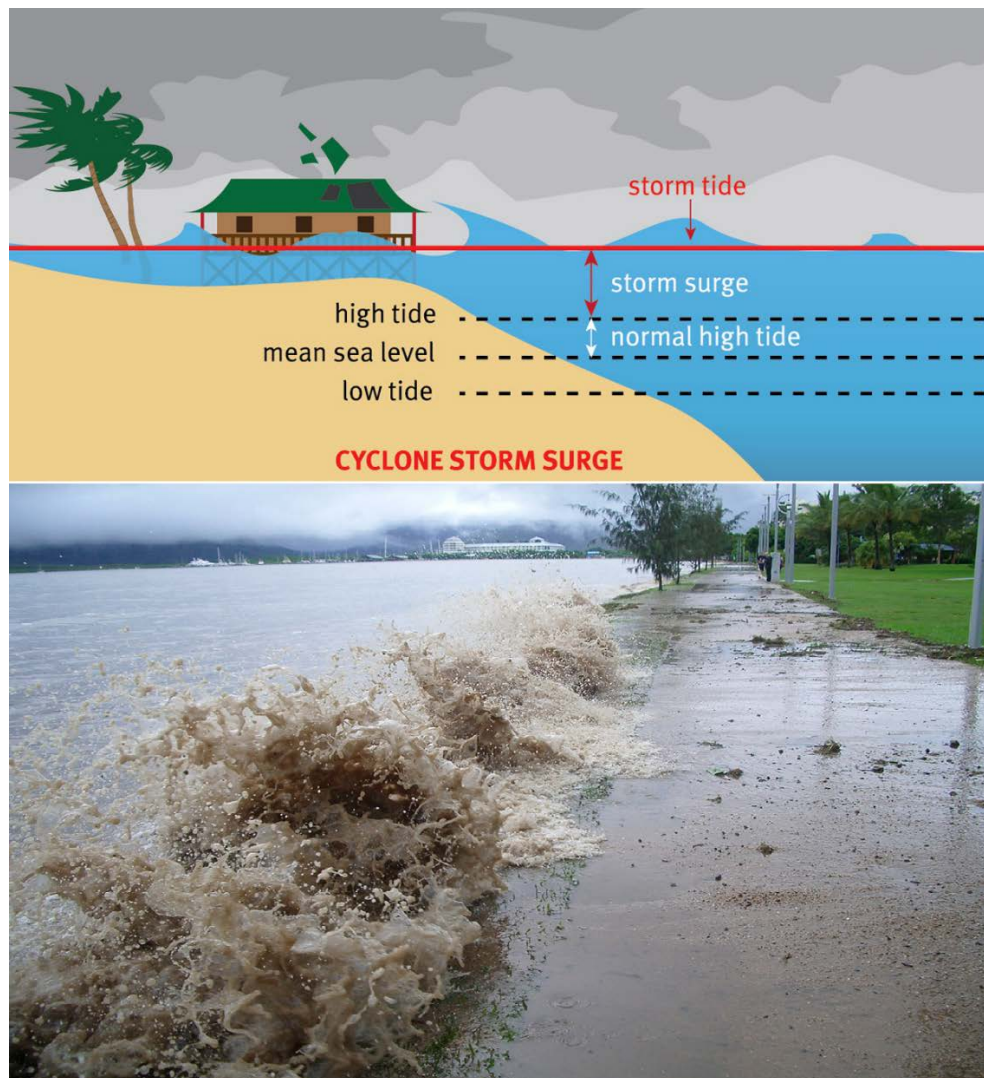 storm tide
storm surge
high tide
normal high tide
mean sea level
low tide
CYCLONE STORM SURGE